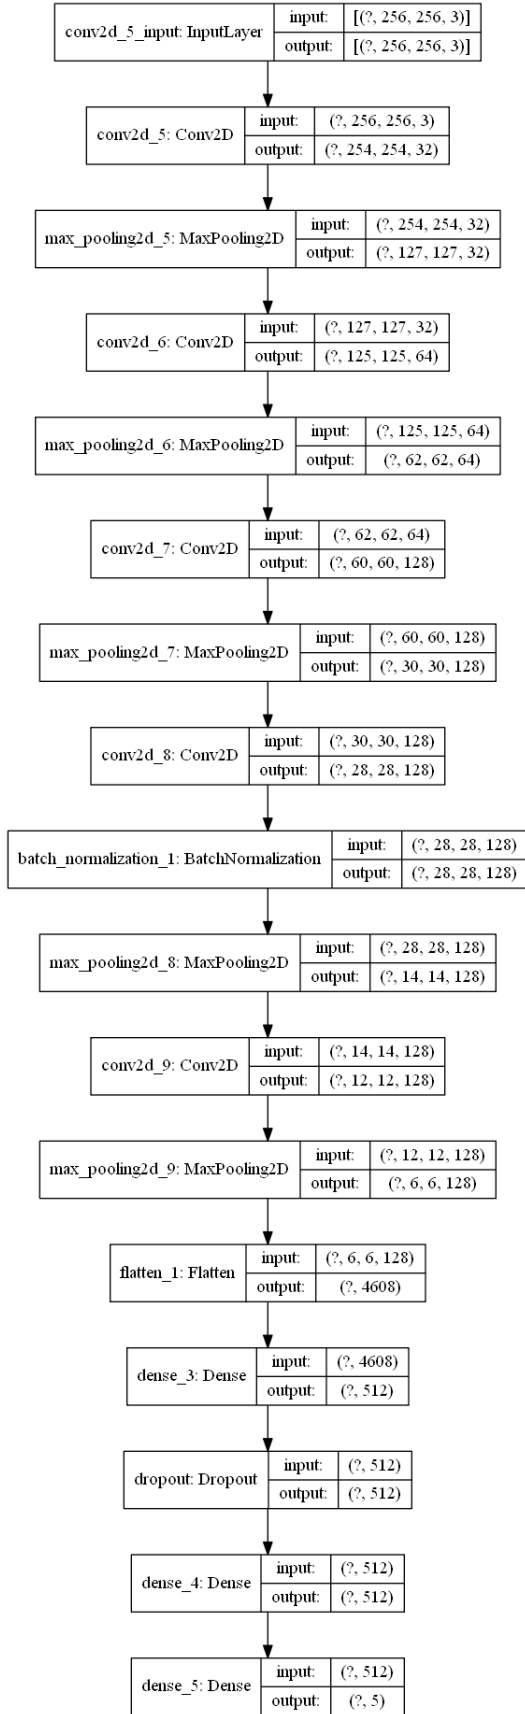 conv2d_5_input: InputLayer
input: [(?, 256, 256, 3)]
output: [(?, 256, 256, 3)]
conv2d_5: Conv2D
input: (?, 256, 256, 3)
output: (?, 254, 254, 32)
max_pooling2d_5: MaxPooling2D
input: (?, 254, 254, 32)
output: (?, 127, 127, 32)
conv2d_6: Conv2D
input: (?, 127, 127, 32)
output: (?, 125, 125, 64)
max_pooling2d_6: MaxPooling2D
input: (?, 125, 125, 64)
output: (?, 62, 62, 64)
conv2d_7: Conv2D
input: (?, 62, 62, 64)
output: (?, 60, 60, 128)
max_pooling2d_7: MaxPooling2D
input: (?, 60, 60, 128)
output: (?, 30, 30, 128)
conv2d_8: Conv2D
input: (?, 30, 30, 128)
output: (?, 28, 28, 128)
batch_normalization_1: BatchNormalization
input: (?, 28, 28, 128)
output: (?, 28, 28, 128)
max_pooling2d_8: MaxPooling2D
input: (?, 28, 28, 128)
output: (?, 14, 14, 128)
conv2d_9: Conv2D
input: (?, 14, 14, 128)
output: (?, 12, 12, 128)
max_pooling2d_9: MaxPooling2D
input: (?, 12, 12, 128)
output: (?, 6, 6, 128)
flatten_1: Flatten
input: (?, 6, 6, 128)
output: (?, 4608)
dense_3: Dense
input: (?, 4608)
output: (?, 512)
dropout: Dropout
input: (?, 512)
output: (?, 512)
dense_4: Dense
input: (?, 512)
output: (?, 512)
dense_5: Dense
input: (?, 512)
output: (?, 5)